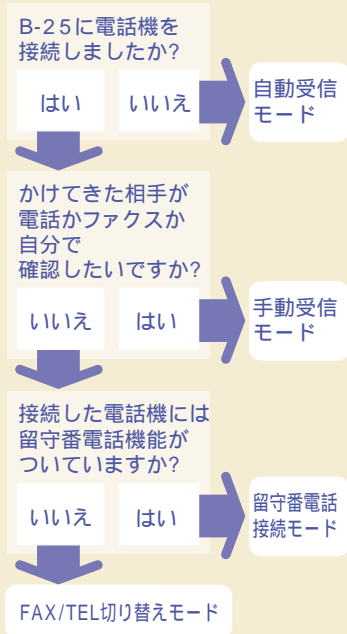 B-25に電話機を
接続しましたか?
はい
いいえ
自動受信
モード
かけてきた相手が
電話かファクスか
自分で
確認したいですか?
いいえ
はい
手動受信
モード
接続した電話機には
留守番電話機能が
ついていますか?
いいえ
はい
留守番電話
接続モード
FAX/TEL切り替えモード